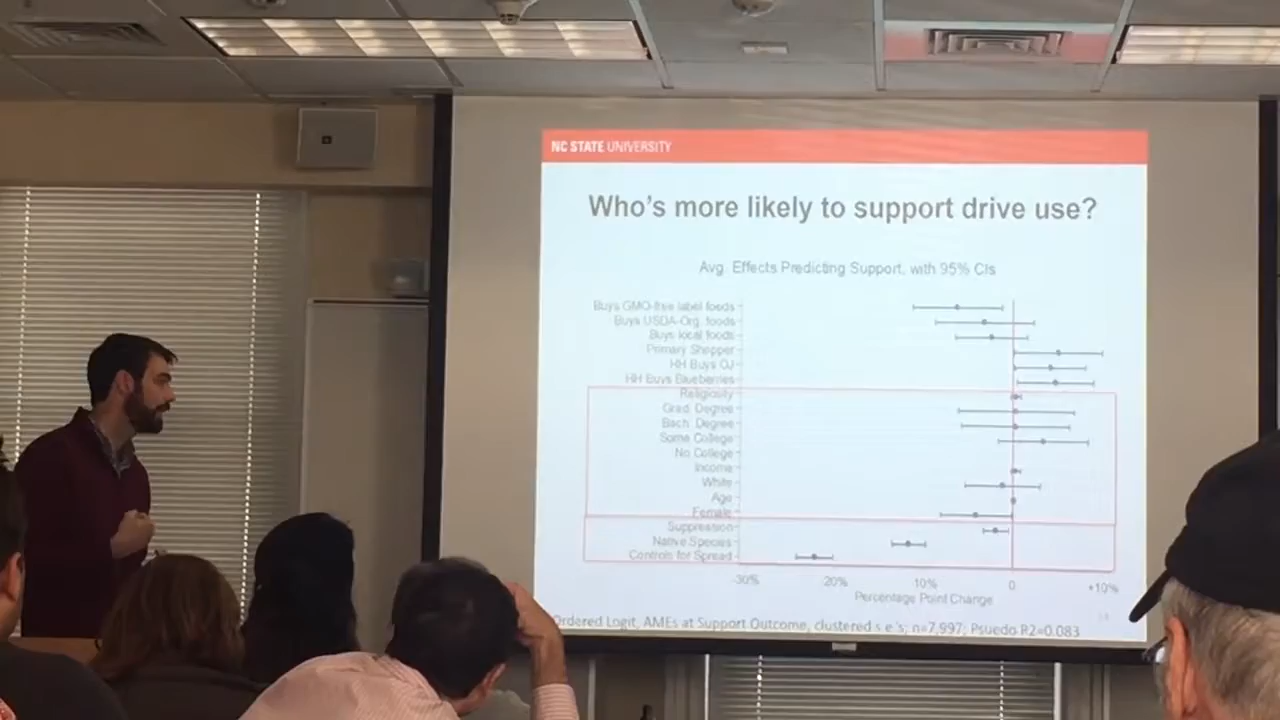 NC STATE UNIVERSITY
Who's more likely to support drive use?
Avg. Effects Predicting Support, with 95% CIs
Buys GMO-free label foods
Buys USDA-Org. foods
Buys local foods
Primary Shopper
HH Buys OJ
HH Buys Blueberries
Religiosity
Grad. Degree
Bach. Degree
Some College
No College
Income
White
Age
Female
Suppression
Native Species
Controls for Spread
-30% 20% 10% 0 +10%
Percentage Point Change
Ordered Logit, AMEs at Support Outcome, clustered s.e.'s; n=7,997; Psuedo R2=0.083